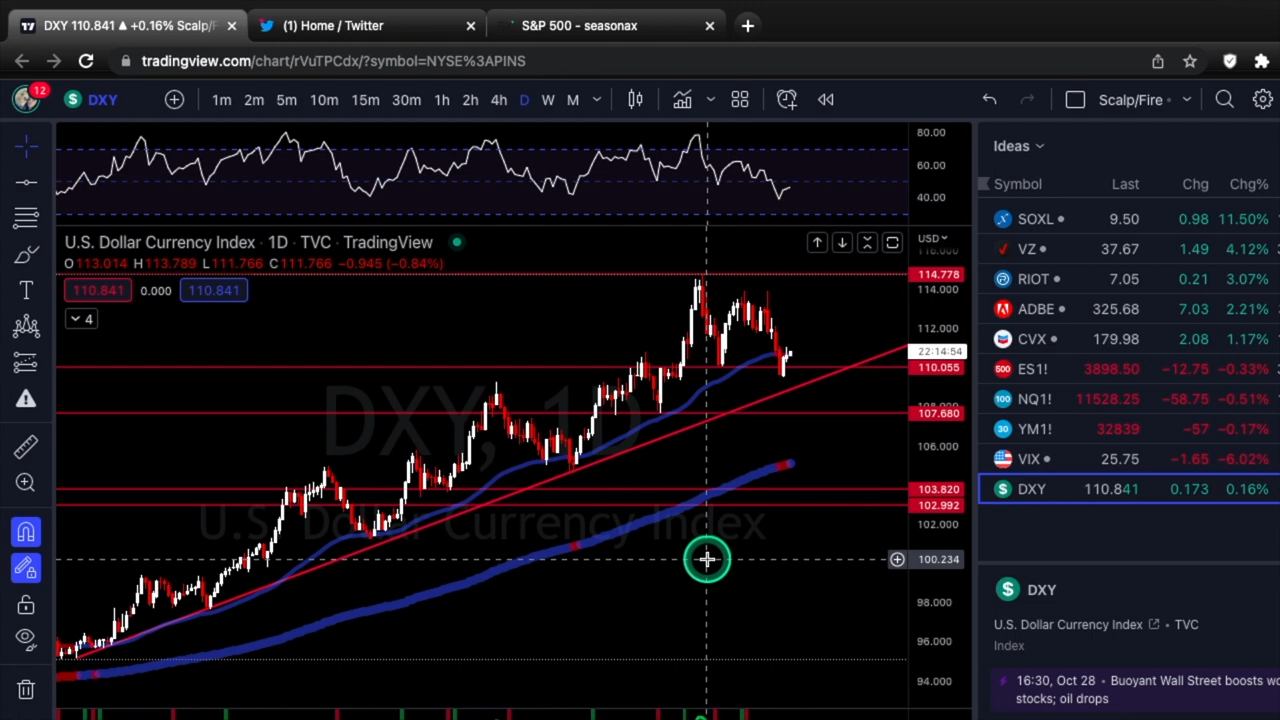 DXY 110.841 ▲ +0.16% Scalp/F
(1) Home / Twitter
S&P 500 - seasonax
tradingview.com/chart/rVuTPCdx/?symbol=NYSE%3APINS
12
DXY 1m 2m 5m 10m 15m 30m 1h 2h 4h D W M Scalp/Fire
Ideas
Symbol Last Chg Chg%
SOXL 9.50 0.98 11.50%
VZ 37.67 1.49 4.12%
RIOT 7.05 0.21 3.07%
ADBE 325.68 7.03 2.21%
CVX 179.98 2.08 1.17%
500 ES1! 3898.50 −12.75 −0.33%
100 NQ1! 11528.25 −58.75 −0.51%
30 YM1! 32839 −57 −0.17%
VIX 25.75 −1.65 −6.02%
DXY 110.841 0.173 0.16%
80.00
60.00
40.00
U.S. Dollar Currency Index · 1D · TVC · TradingView
USD
O113.014 H113.789 L111.766 C111.766 −0.945 (−0.84%)
110.841 0.000 110.841
4
114.778
114.000
112.000
22:14:54
110.055
107.680
106.000
103.820
102.992
102.000
100.234
98.000
96.000
94.000
DXY, 1D
U.S. Dollar Currency Index
DXY
U.S. Dollar Currency Index • TVC
Index
16:30, Oct 28 • Buoyant Wall Street boosts
stocks; oil drops